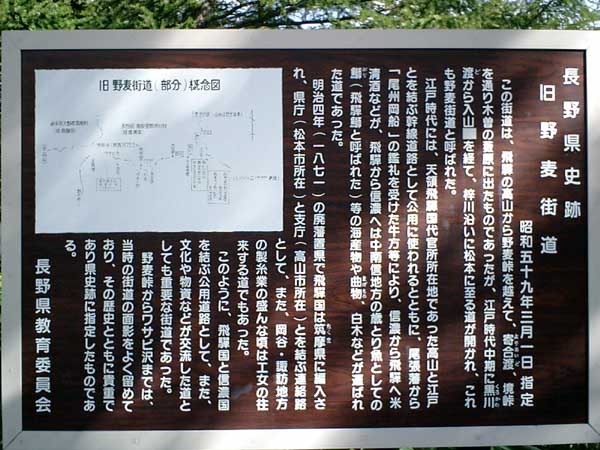 長野県史跡
旧野麦街道
昭和五十九年三月一日 指定
この街道は、飛騨の高山から野麦峠を越えて、寄合渡、境峠
を通り木曽の薮原に出たものであったが、江戸時代中期に黒川
渡から入山 を経て、梓川沿いに松本に至る道が開かれ、これ
も野麦街道と呼ばれた。
江戸時代には、天領飛騨国代官所所在地であった高山と江戸
とを結ぶ幹線道路として公用に使われるとともに、尾張藩から
「尾州岡船」の鑑札を受けた牛方等により、信濃から飛騨へ米
清酒などが、飛騨から信濃へは中南信地方の歳とり魚としての
鰤（飛騨鰤と呼ばれた）等の海産物や曲物、白木などが運ばれ
た道であった。
明治四年（一八七一）の廃藩置県で飛騨国は筑摩県に編入さ
れ、県庁（松本市所在）と支庁（高山市所在）とを結ぶ連絡路
として、また、岡谷・諏訪地方
の製糸業の盛んな頃は工女の往
来する道でもあった。
このように、飛騨国と信濃国
を結ぶ公用道路として、また、
文化や物資などが交流した道と
しても重要な街道であった。
野麦峠からワサビ沢までは、
当時の街道の面影をよく留めて
おり、その歴史とともに貴重で
あり県史跡に指定したものであ
る。
長野県教育委員会
旧野麦街道（部分）概念図